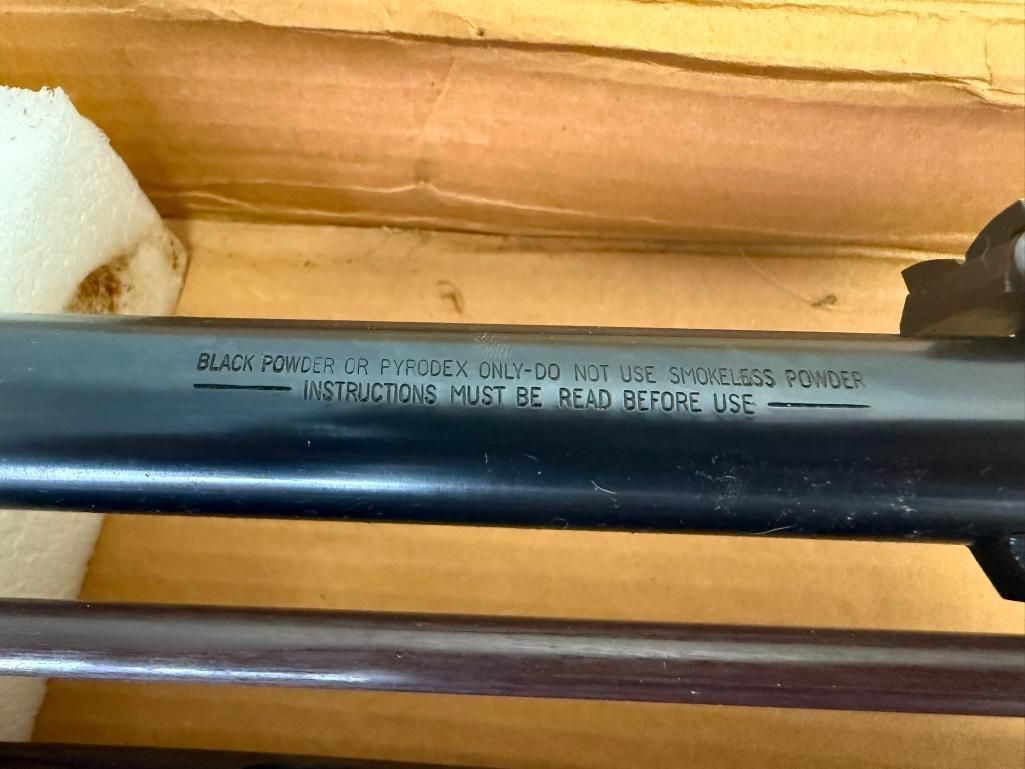 BLACK POWDER OR PYRODEX ONLY-DO NOT USE SMOKELESS POWDER
INSTRUCTIONS MUST BE READ BEFORE USE